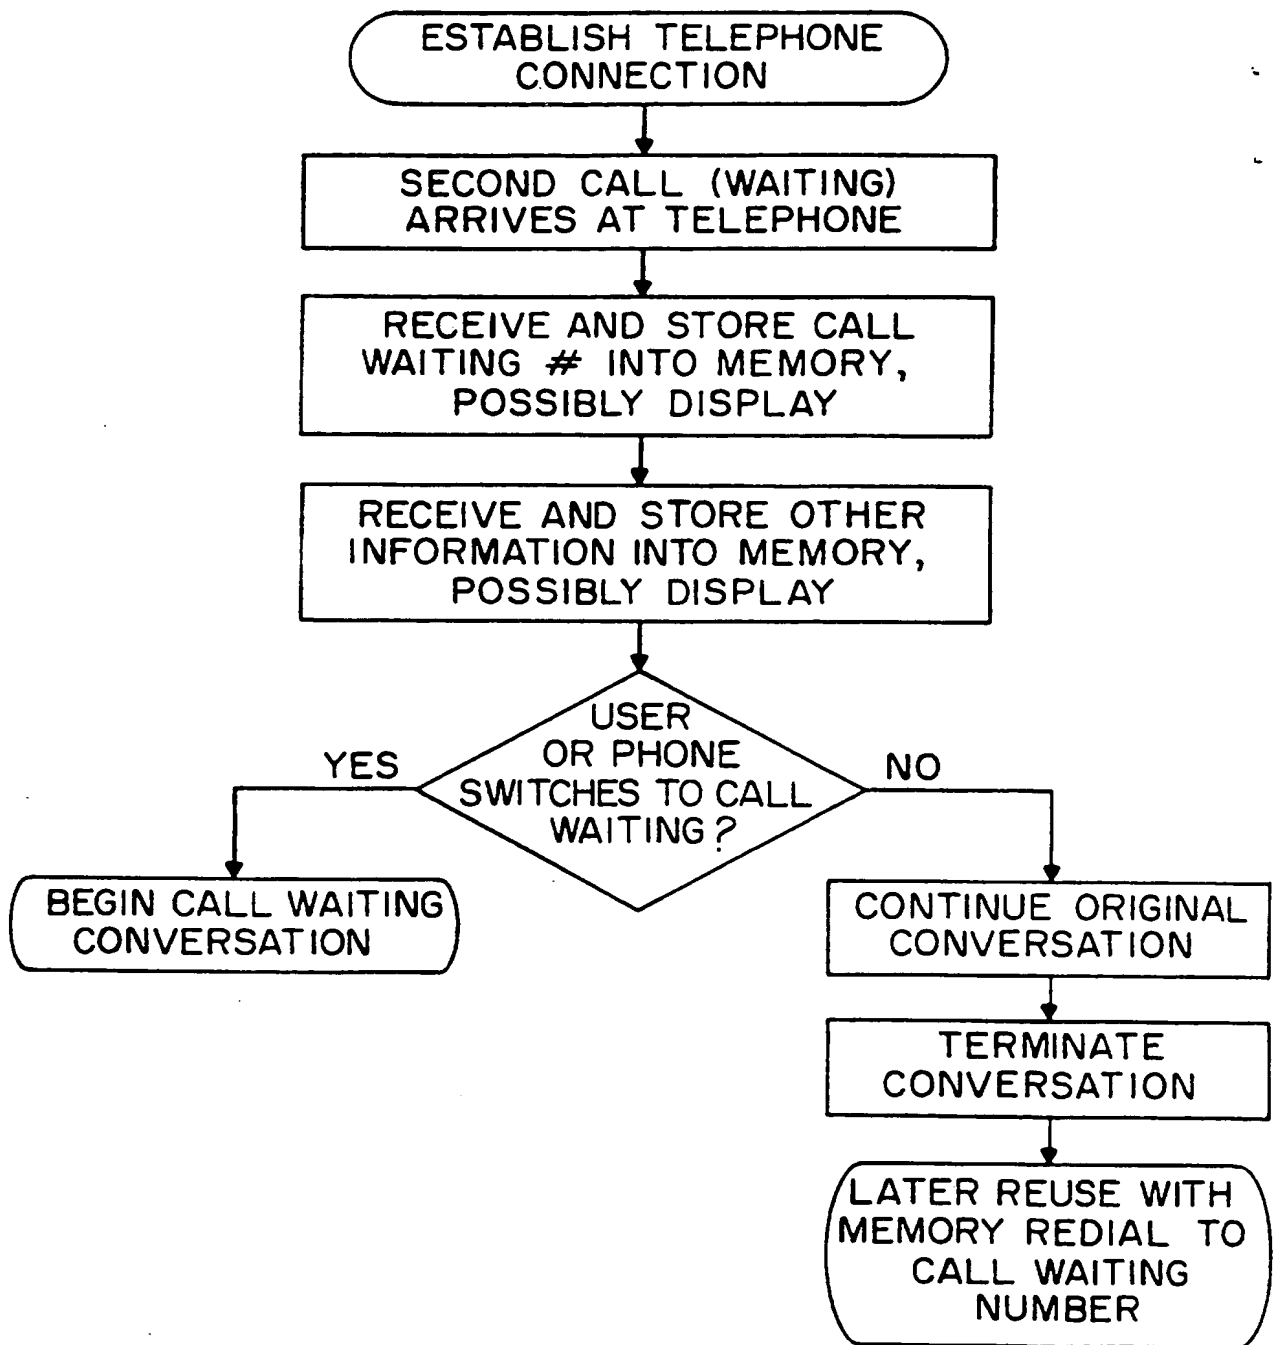 ESTABLISH TELEPHONE
CONNECTION
SECOND CALL (WAITING)
ARRIVES AT TELEPHONE
RECEIVE AND STORE CALL
WAITING # INTO MEMORY,
POSSIBLY DISPLAY
RECEIVE AND STORE OTHER
INFORMATION INTO MEMORY,
POSSIBLY DISPLAY
USER
OR PHONE
SWITCHES TO CALL
WAITING?
YES
NO
BEGIN CALL WAITING
CONVERSATION
CONTINUE ORIGINAL
CONVERSATION
TERMINATE
CONVERSATION
LATER REUSE WITH
MEMORY REDIAL TO
CALL WAITING
NUMBER